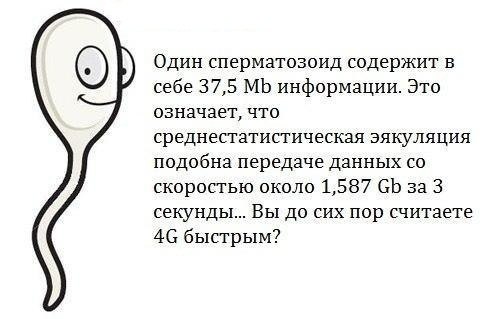 Один сперматозоид содержит в
себе 37,5 Mb информации. Это
означает, что
среднестатистическая эякуляция
подобна передаче данных со
скоростью около 1,587 Gb за 3
секунды... Вы до сих пор считаете
4G быстрым?